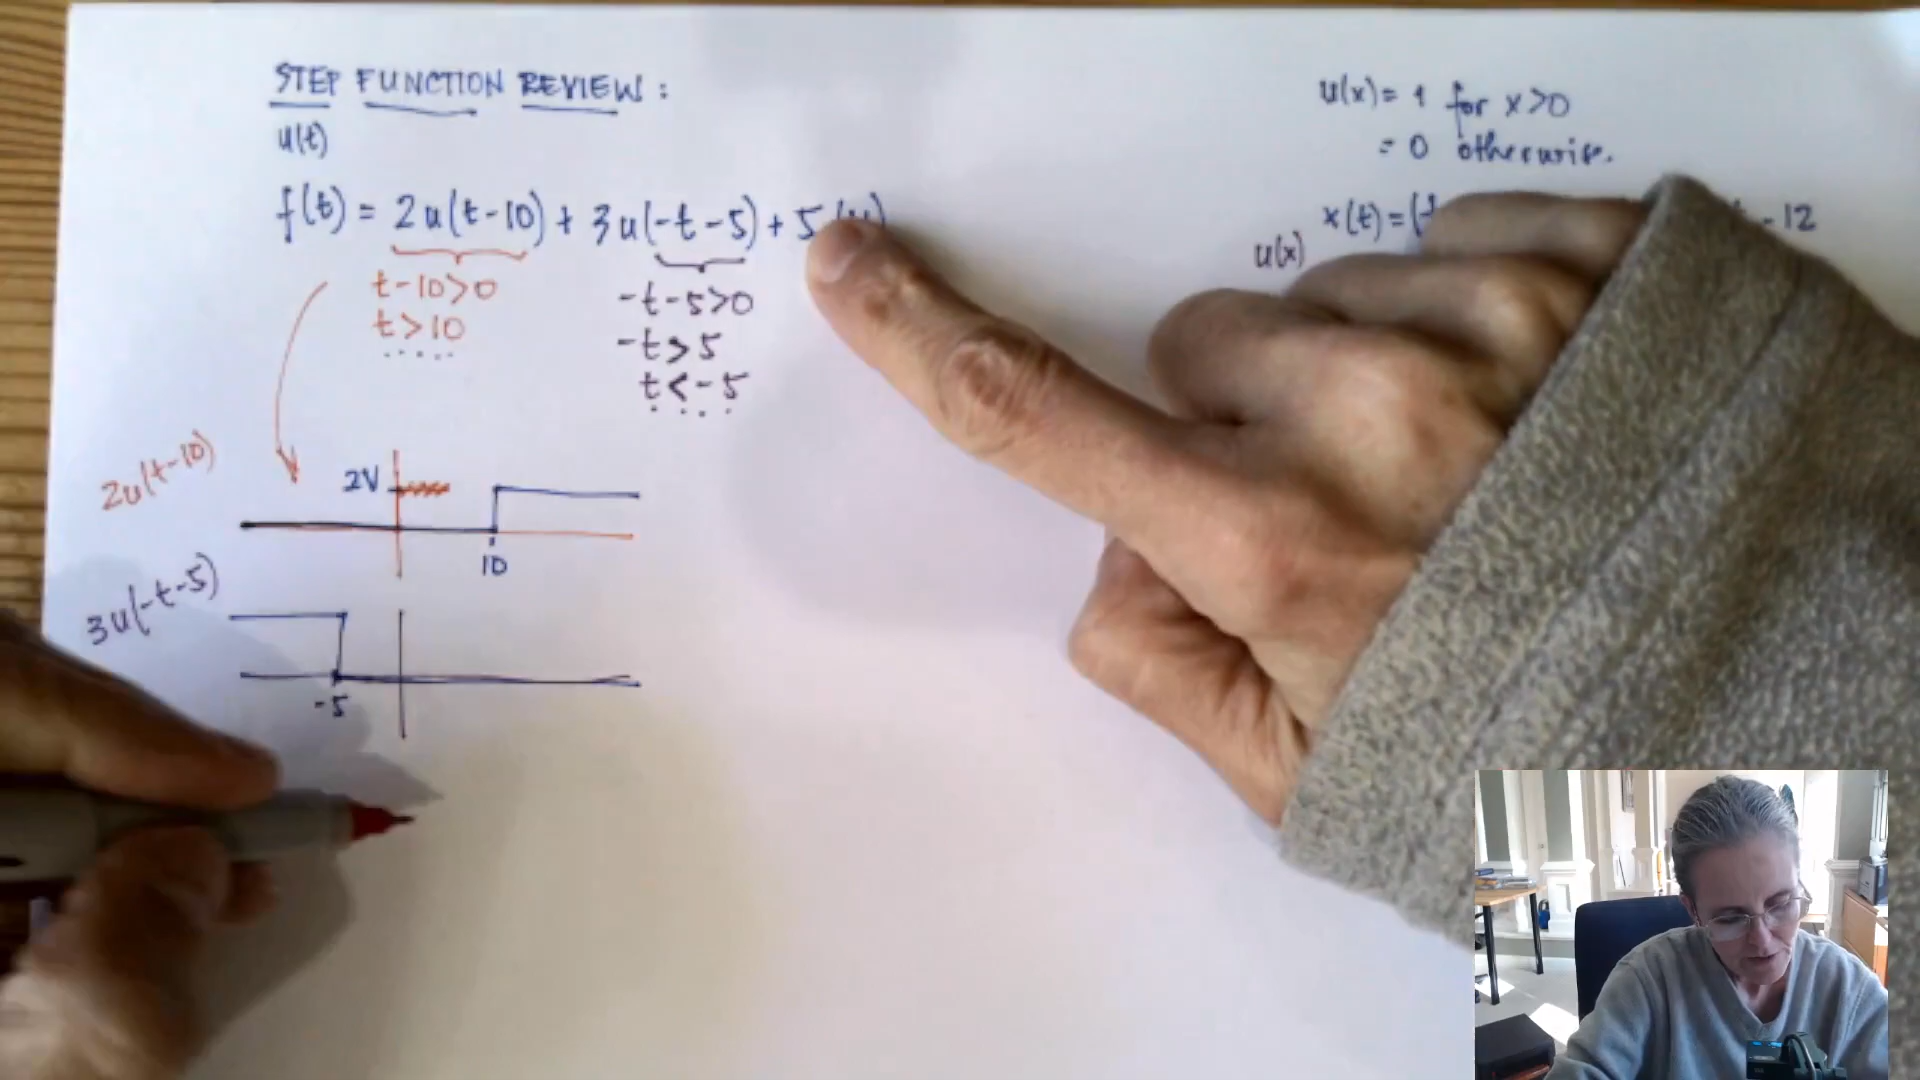 STEP FUNCTION REVIEW :
u(t)
f(t) = 2u(t-10) + 3u(-t-5) + 5 (V)
t-10>0
t>10
-t-5>0
-t>5
t<-5
2u(t-10)
2V
10
3u(-t-5)
-5
u(x)= 1 for x>0
= 0 otherwise.
x(t)=( - 12
u(x)